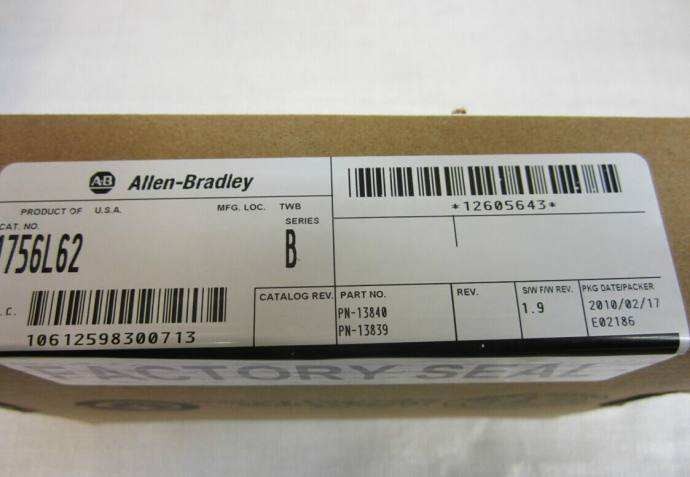 AB Allen-Bradley
*12605643*
PRODUCT OF U.S.A.
MFG. LOC. TWB
CAT. NO.
SERIES
1756L62
B
CATALOG REV.
PART NO.
REV.
S/W F/W REV.
PKG DATE/PACKER
PN-13840
1.9
2010/02/17
PN-13839
E02186
.C.
10612598300713
FACTORY SEAL